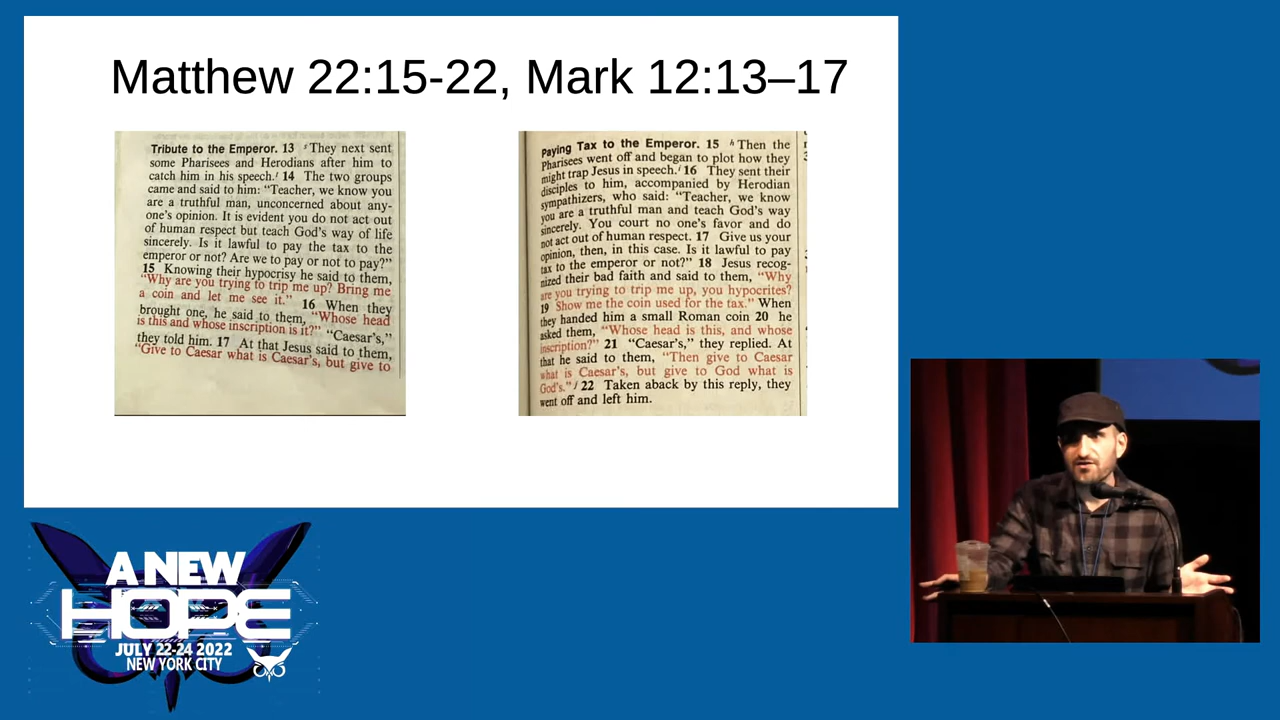 Matthew 22:15-22, Mark 12:13–17
Tribute to the Emperor. 13 ˢ They next sent
some Pharisees and Herodians after him to
catch him in his speech.ᵗ 14 The two groups
came and said to him: “Teacher, we know you
are a truthful man, unconcerned about any-
one’s opinion. It is evident you do not act out
of human respect but teach God’s way of life
sincerely. Is it lawful to pay the tax to the
emperor or not? Are we to pay or not to pay?”
15 Knowing their hypocrisy he said to them,
“Why are you trying to trip me up? Bring me
a coin and let me see it.” 16 When they
brought one, he said to them, “Whose head
is this and whose inscription is it?” “Caesar’s,”
they told him. 17 At that Jesus said to them,
“Give to Caesar what is Caesar’s, but give to
Paying Tax to the Emperor. 15 ʰ Then the
Pharisees went off and began to plot how they
might trap Jesus in speech.ⁱ 16 They sent their
disciples to him, accompanied by Herodian
sympathizers, who said: “Teacher, we know
you are a truthful man and teach God’s way
sincerely. You court no one’s favor and do
not act out of human respect. 17 Give us your
opinion, then, in this case. Is it lawful to pay
tax to the emperor or not?” 18 Jesus recog-
nized their bad faith and said to them, “Why
are you trying to trip me up, you hypocrites?
19 Show me the coin used for the tax.” When
they handed him a small Roman coin 20 he
asked them, “Whose head is this, and whose
inscription?” 21 “Caesar’s,” they replied. At
that he said to them, “Then give to Caesar
what is Caesar’s, but give to God what is
God’s.” ʲ 22 Taken aback by this reply, they
went off and left him.
A NEW
HOPE
JULY 22-24 2022
NEW YORK CITY